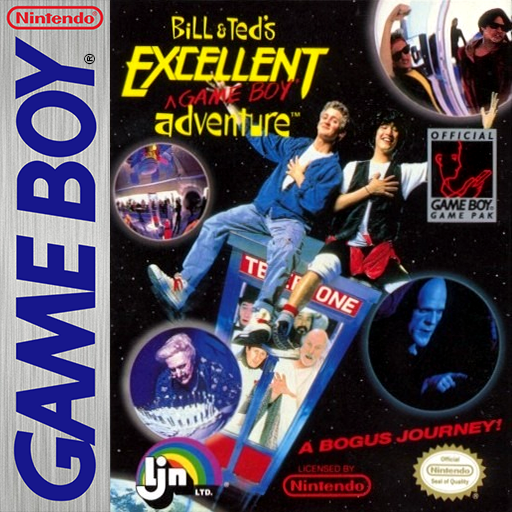 Nintendo
GAME BOY®
BILL & TED'S
EXCELLENT
^ GAME BOY
adventure™
OFFICIAL
GAME BOY
GAME PAK
TELEPHONE
A BOGUS JOURNEY!
ljn LTD.
LICENSED BY
Nintendo
Official
Nintendo
Seal of Quality